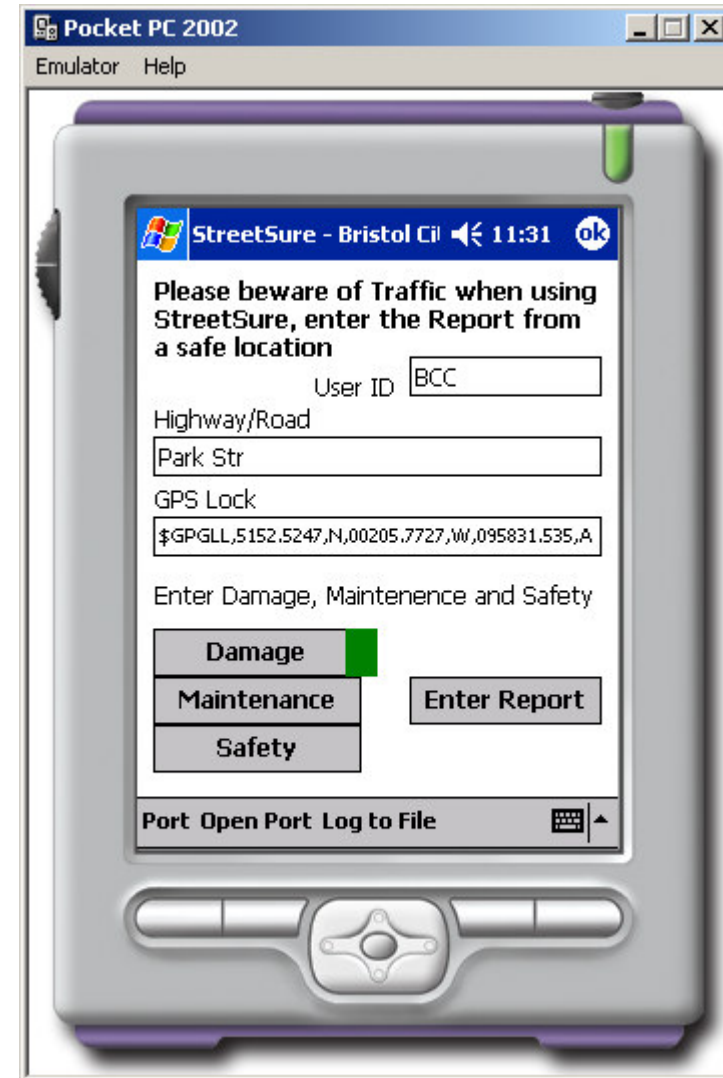 Pocket PC 2002
Emulator Help
StreetSure - Bristol Cit 11:31 ok
Please beware of Traffic when using
StreetSure, enter the Report from
a safe location
User ID BCC
Highway/Road
Park Str
GPS Lock
$GPGLL,5152.5247,N,00205.7727,W,095831.535,A
Enter Damage, Maintenence and Safety
Damage
Maintenance Enter Report
Safety
Port Open Port Log to File